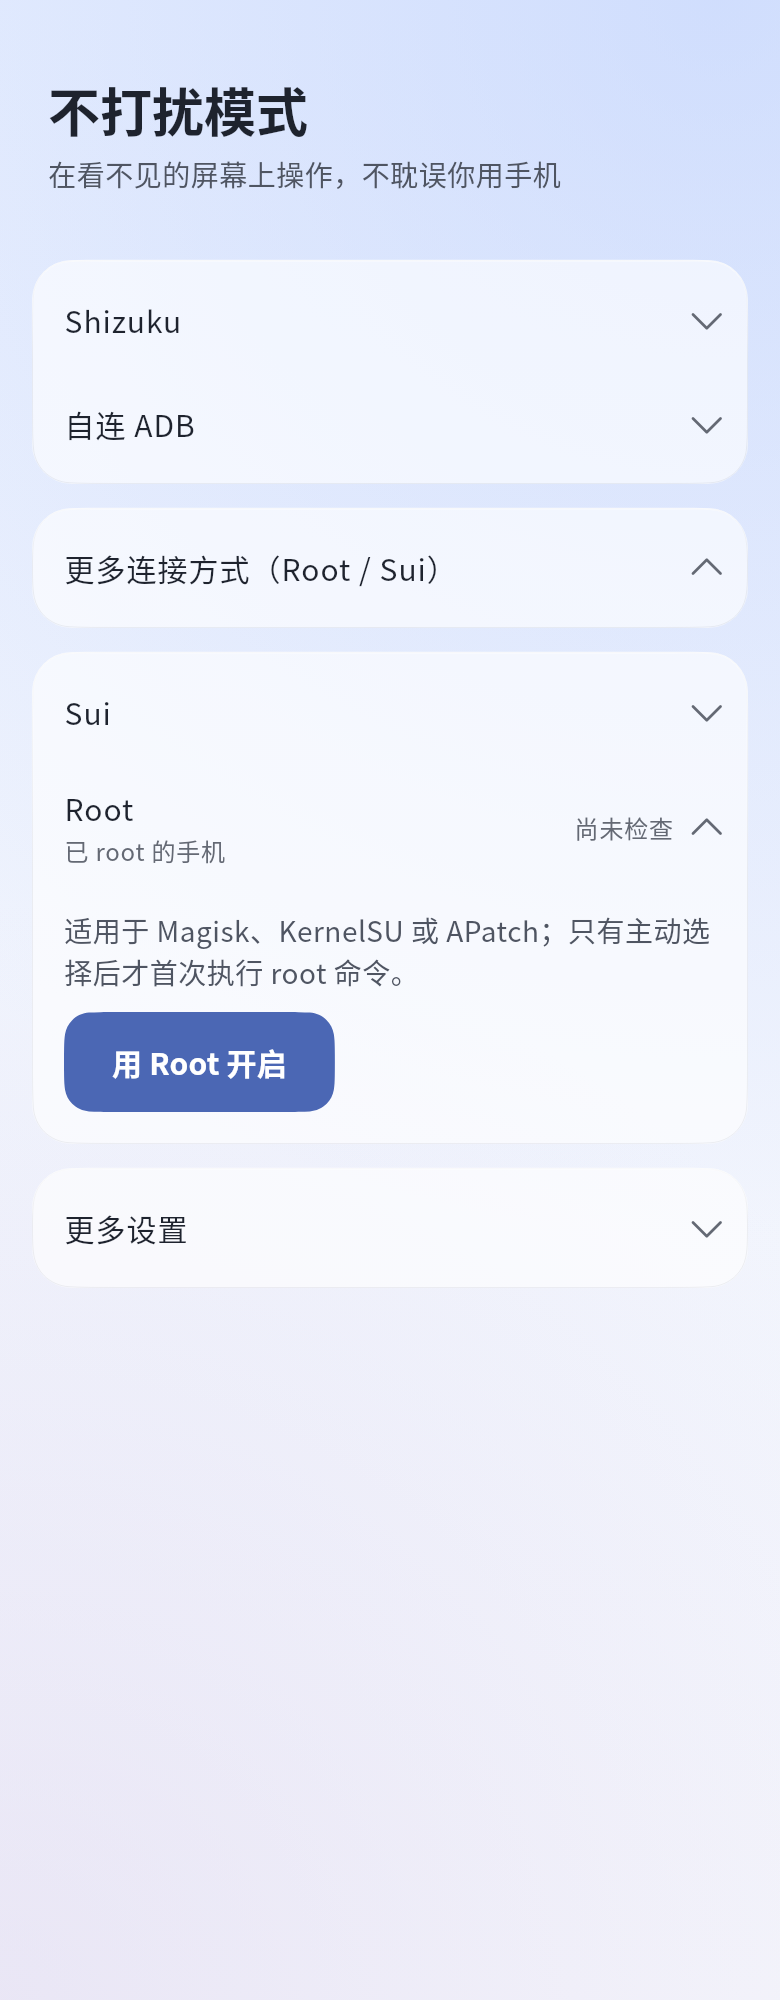 不打扰模式
在看不见的屏幕上操作，不耽误你用手机
Shizuku
自连 ADB
更多连接方式（Root / Sui）
Sui
Root
已 root 的手机
尚未检查
适用于 Magisk、KernelSU 或 APatch；只有主动选
择后才首次执行 root 命令。
用 Root 开启
更多设置